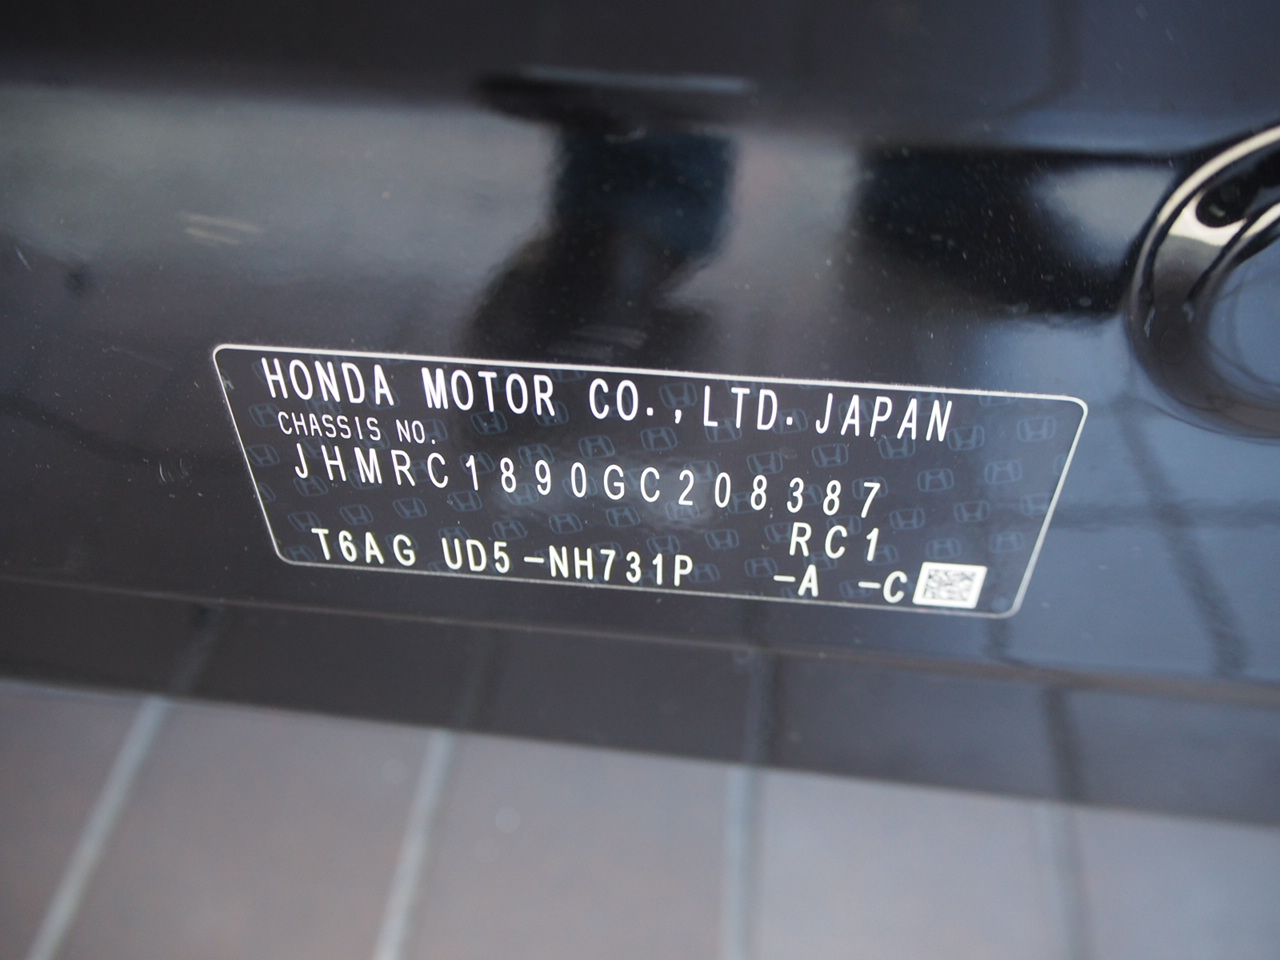 HONDA MOTOR CO.,LTD.JAPAN
CHASSIS NO.
JHMRC1890GC208387
RC1
T6AG UD5-NH731P -A -C